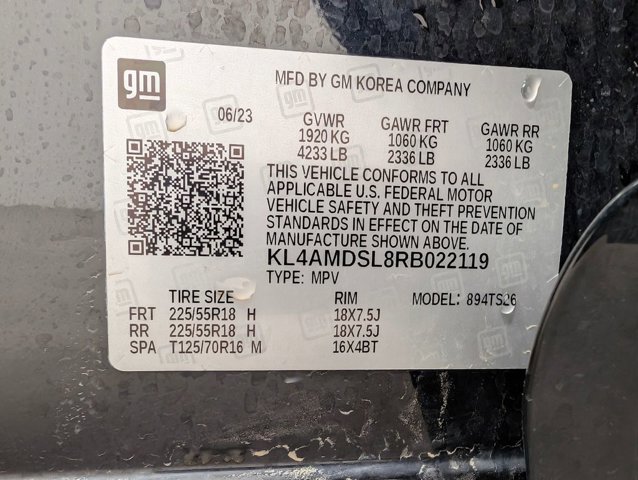 gm
MFD BY GM KOREA COMPANY
06/23 GVWR GAWR FRT GAWR RR
1920 KG 1060 KG 1060 KG
4233 LB 2336 LB 2336 LB
THIS VEHICLE CONFORMS TO ALL
APPLICABLE U.S. FEDERAL MOTOR
VEHICLE SAFETY AND THEFT PREVENTION
STANDARDS IN EFFECT ON THE DATE OF
MANUFACTURE SHOWN ABOVE.
KL4AMDSL8RB022119
TYPE: MPV
TIRE SIZE RIM MODEL: 894TS26
FRT 225/55R18 H 18X7.5J
RR 225/55R18 H 18X7.5J
SPA T125/70R16 M 16X4BT